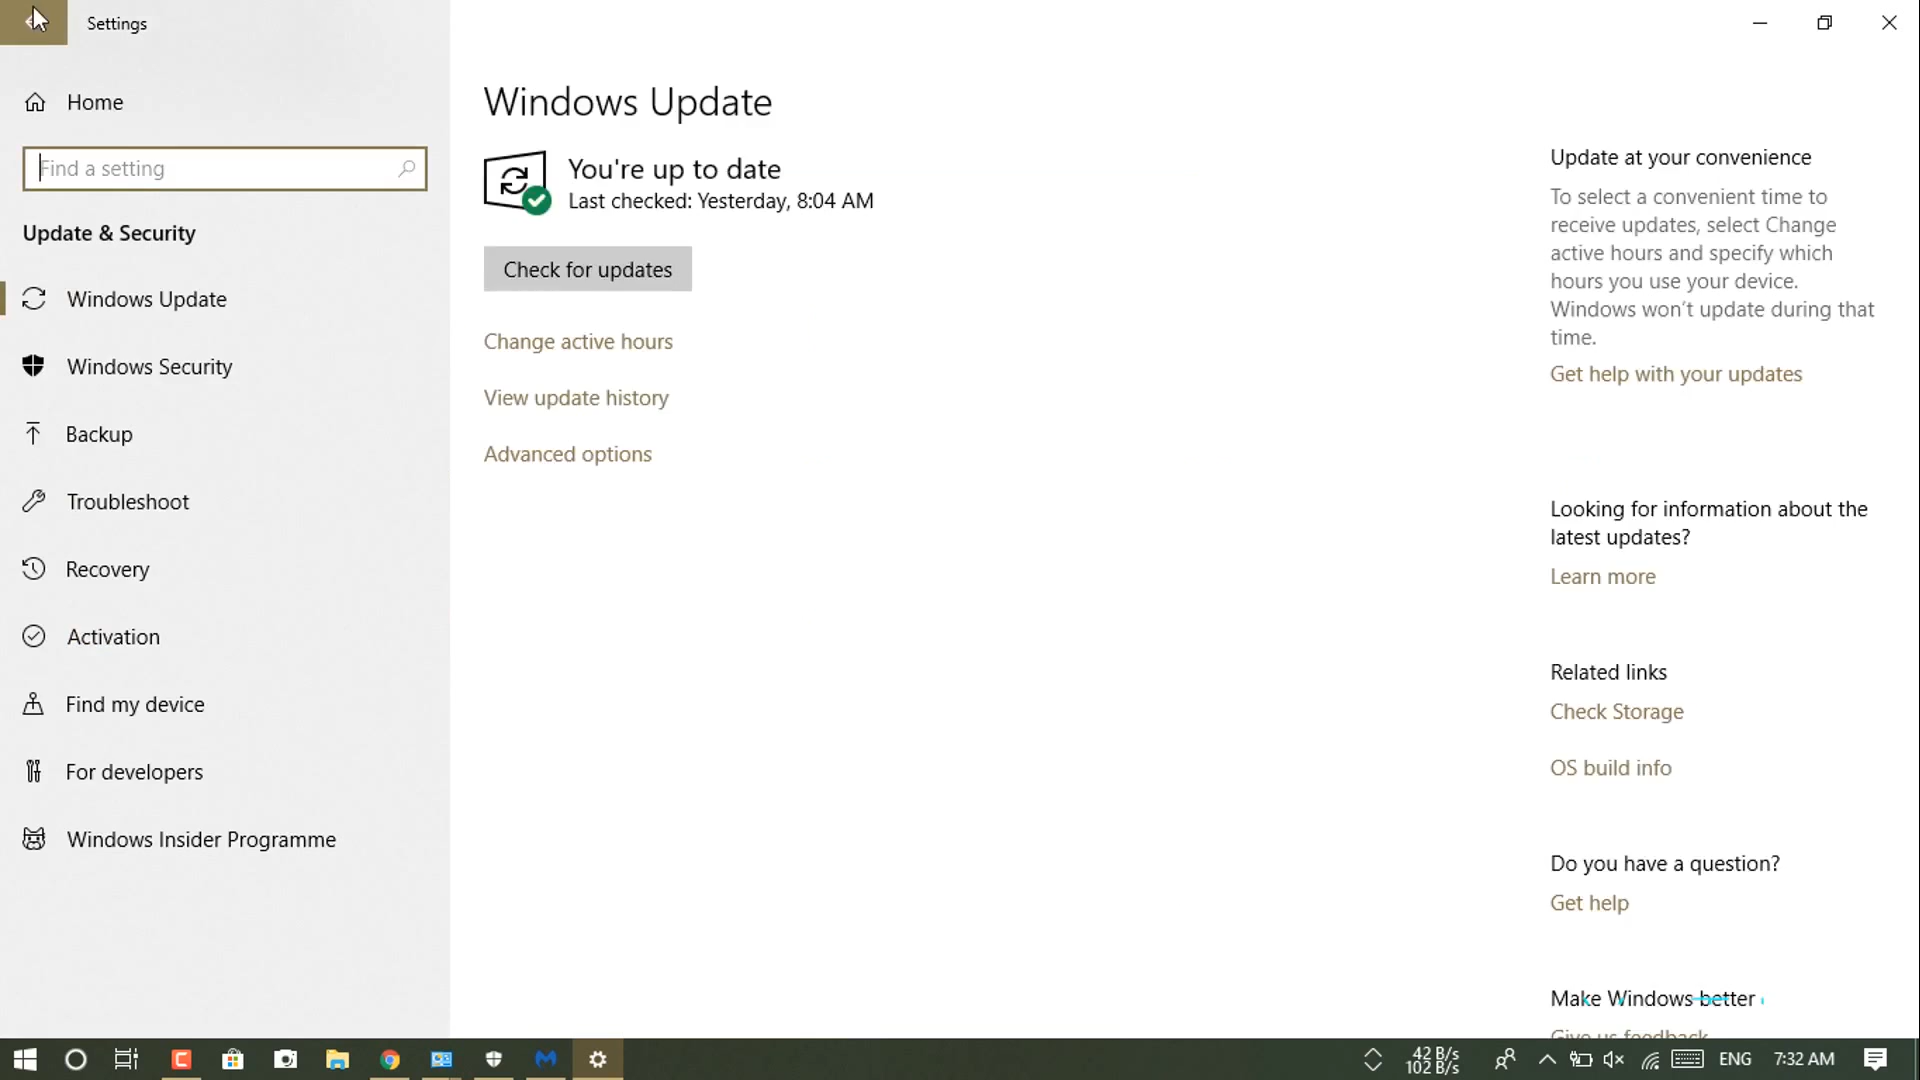 Settings
Home
Find a setting
Update & Security
Windows Update
Windows Security
Backup
Troubleshoot
Recovery
Activation
Find my device
For developers
Windows Insider Programme
Windows Update
You're up to date
Last checked: Yesterday, 8:04 AM
Check for updates
Change active hours
View update history
Advanced options
Update at your convenience
To select a convenient time to
receive updates, select Change
active hours and specify which
hours you use your device.
Windows won't update during that
time.
Get help with your updates
Looking for information about the
latest updates?
Learn more
Related links
Check Storage
OS build info
Do you have a question?
Get help
Make Windows better
Give us feedback
42 B/s
102 B/s
ENG
7:32 AM